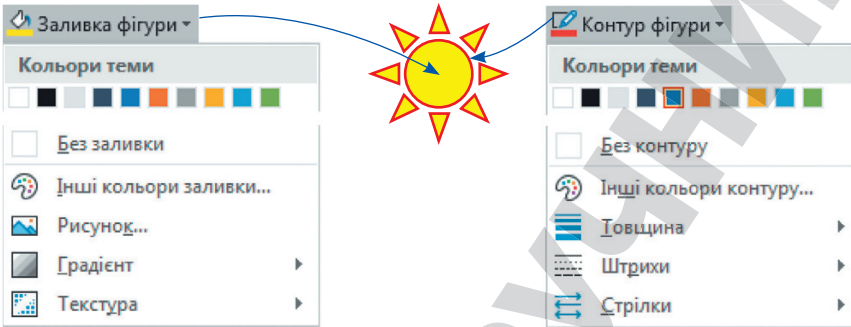 Заливка фігури
Кольори теми
Без заливки
Інші кольори заливки...
Рисунок...
Градієнт
Текстура
Контур фігури
Кольори теми
Без контуру
Інші кольори контуру...
Товщина
Штрихи
Стрілки